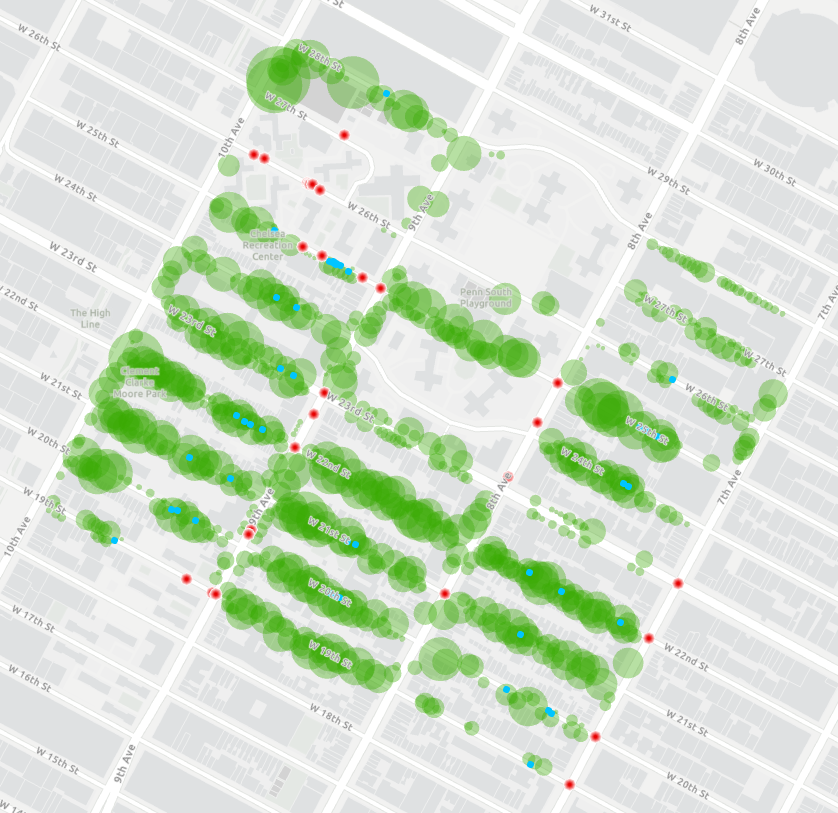 W 31st St
8th Ave
W 26th St
W 28th St
W 27th St
W 25th St
10th Ave
W 30th St
W 29th St
W 24th St
W 26th St
9th Ave
8th Ave
Chelsea
Recreation
Center
W 23rd St
22nd St
Penn South
Playground
7th Ave
W 27th St
The High
Line
W 23rd St
W 27th St
Clement
Clarke
Moore Park
W 21st St
W 26th St
W 23rd St
W 25th St
W 20th St
W 22nd St
W 24th St
W 19th St
8th Ave
7th Ave
9th Ave
W 21st St
10th Ave
W 20th St
W 17th St
W 19th St
W 22nd St
W 16th St
W 18th St
W 21st St
W 15th St
9th Ave
W 20th St